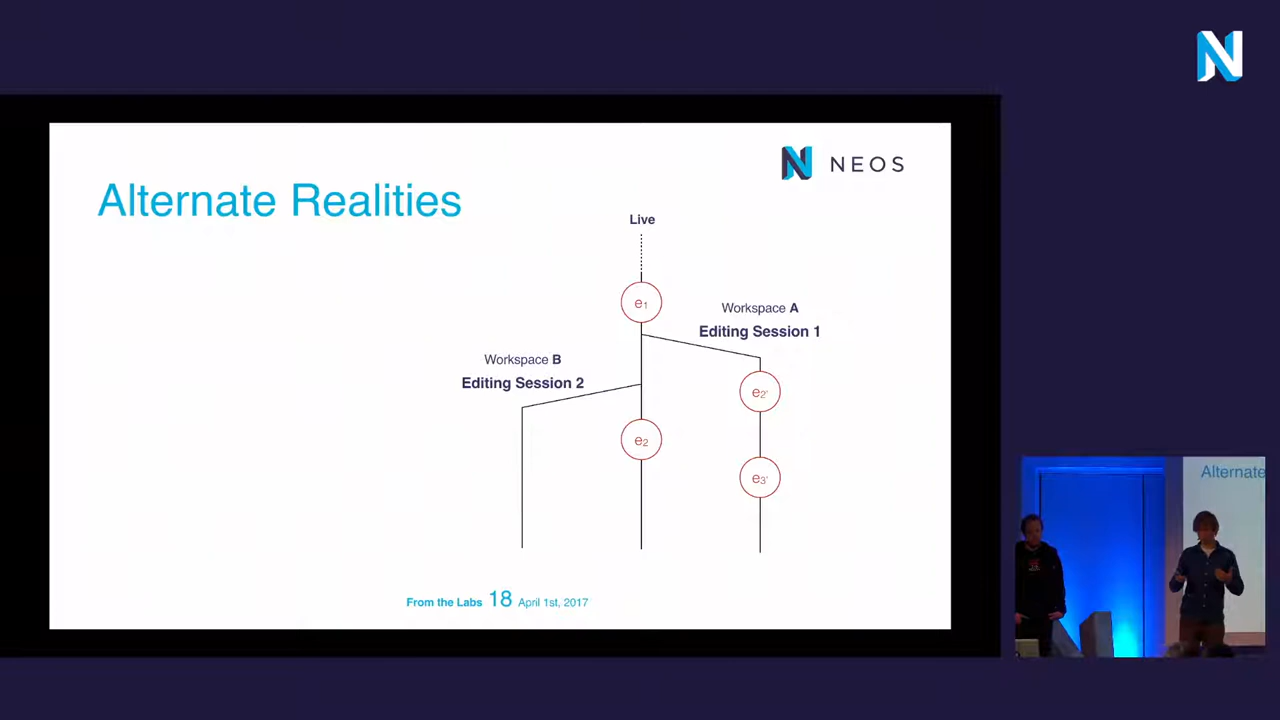 NEOS
Alternate Realities
Live
e1
Workspace A
Editing Session 1
Workspace B
Editing Session 2
e2'
e2
e3'
From the Labs 18 April 1st, 2017
Alternate